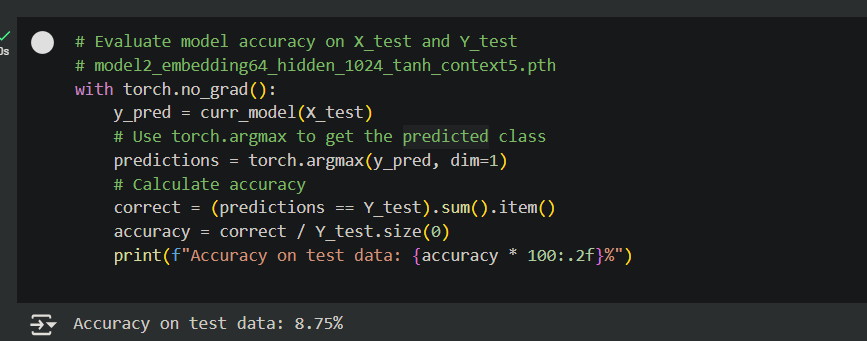 # Evaluate model accuracy on X_test and Y_test
0s
# model2_embedding64_hidden_1024_tanh_context5.pth
with torch.no_grad():
    y_pred = curr_model(X_test)
    # Use torch.argmax to get the predicted class
    predictions = torch.argmax(y_pred, dim=1)
    # Calculate accuracy
    correct = (predictions == Y_test).sum().item()
    accuracy = correct / Y_test.size(0)
    print(f"Accuracy on test data: {accuracy * 100:.2f}%")
Accuracy on test data: 8.75%